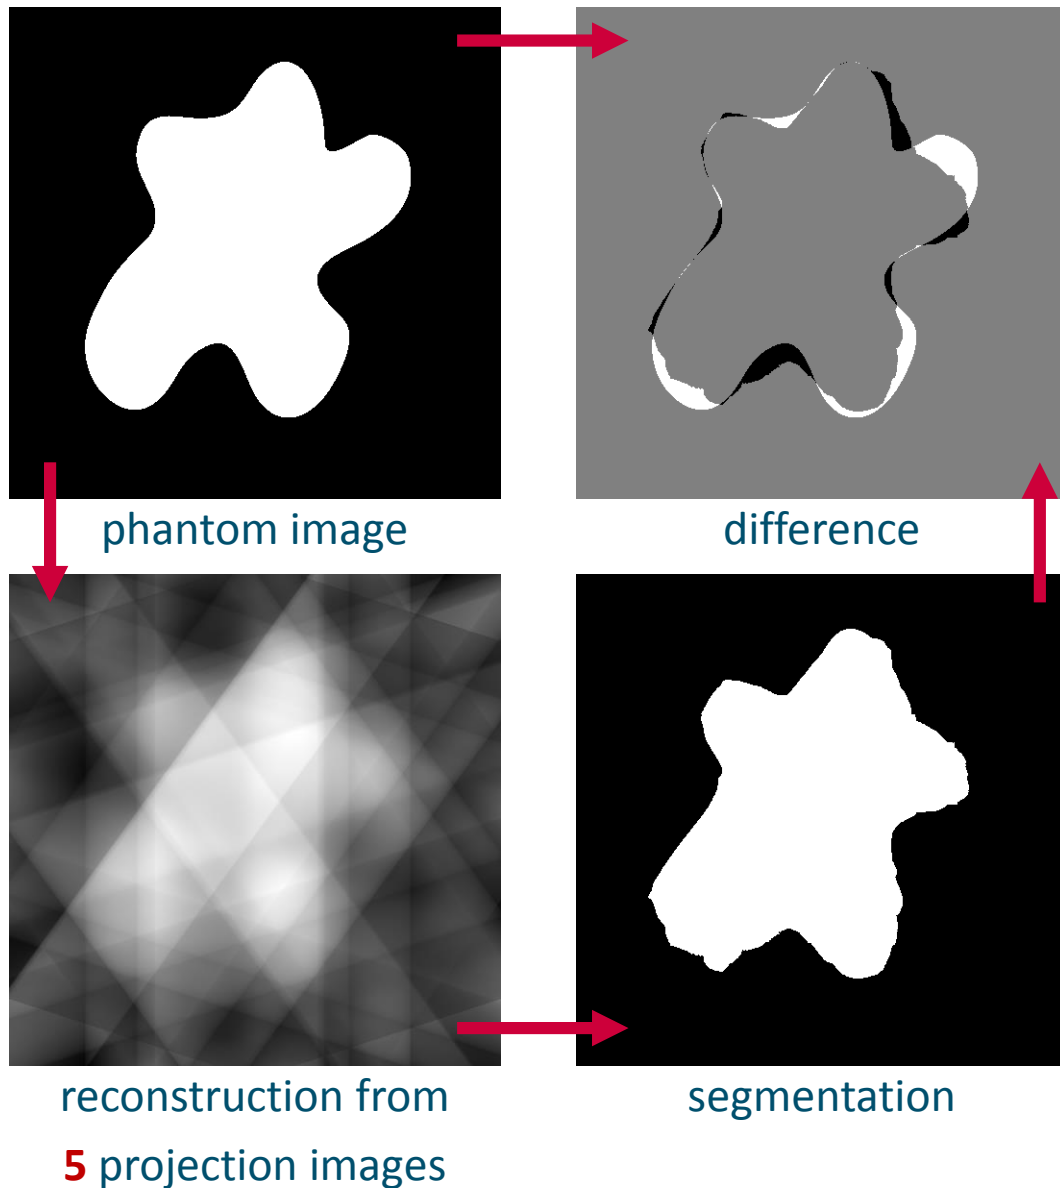 phantom image
difference
reconstruction from
5 projection images
segmentation